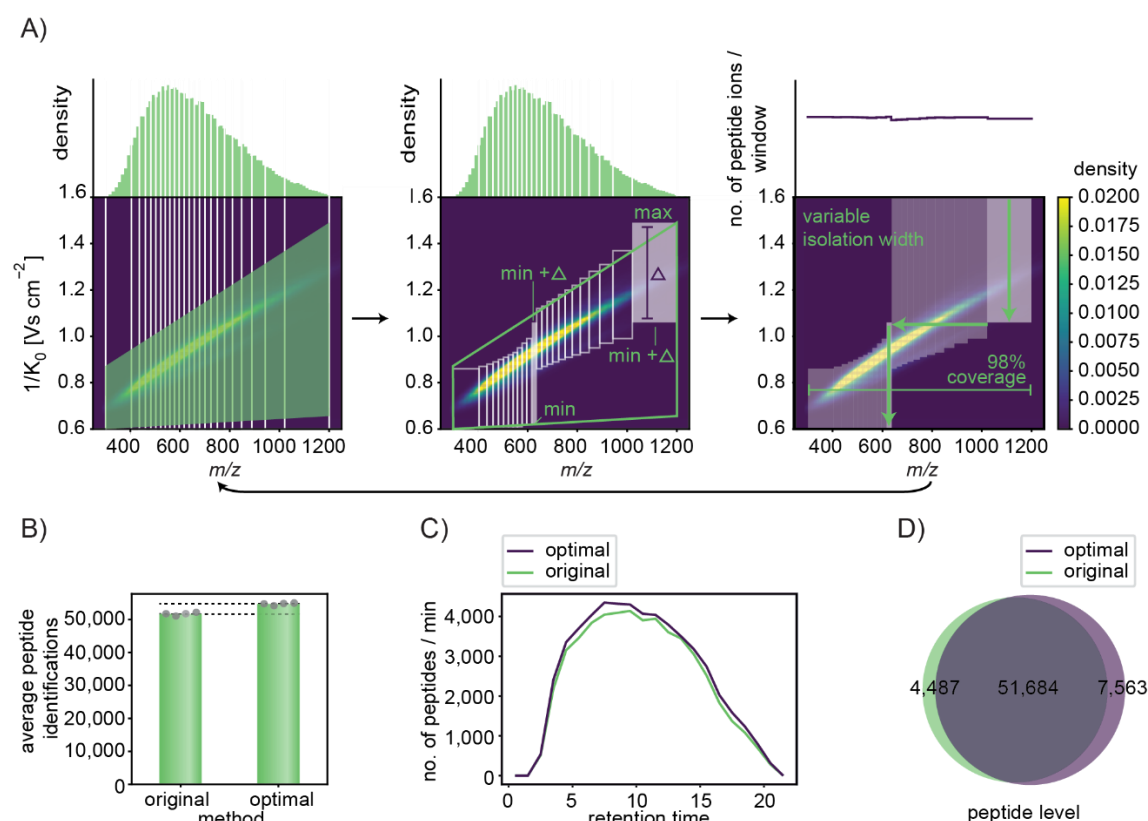 A)
density
1.6
1.4
1.2
1.0
0.8
0.6
1/K0 [Vs cm−2]
400 600 800 1000 1200
m/z
density
1.6
1.4
1.2
1.0
0.8
0.6
max
min +△
△
min +△
min
400 600 800 1000 1200
m/z
no. of peptide ions /
window
1.6
1.4
1.2
1.0
0.8
0.6
variable
isolation width
98%
coverage
400 600 800 1000 1200
m/z
density
0.0200
0.0175
0.0150
0.0125
0.0100
0.0075
0.0050
0.0025
0.0000
B)
average peptide
identifications
50,000
40,000
30,000
20,000
10,000
0
original optimal
method
C)
optimal
original
no. of peptides / min
4,000
3,000
2,000
1,000
0
0 5 10 15 20
retention time
D)
optimal
original
4,487 51,684 7,563
peptide level